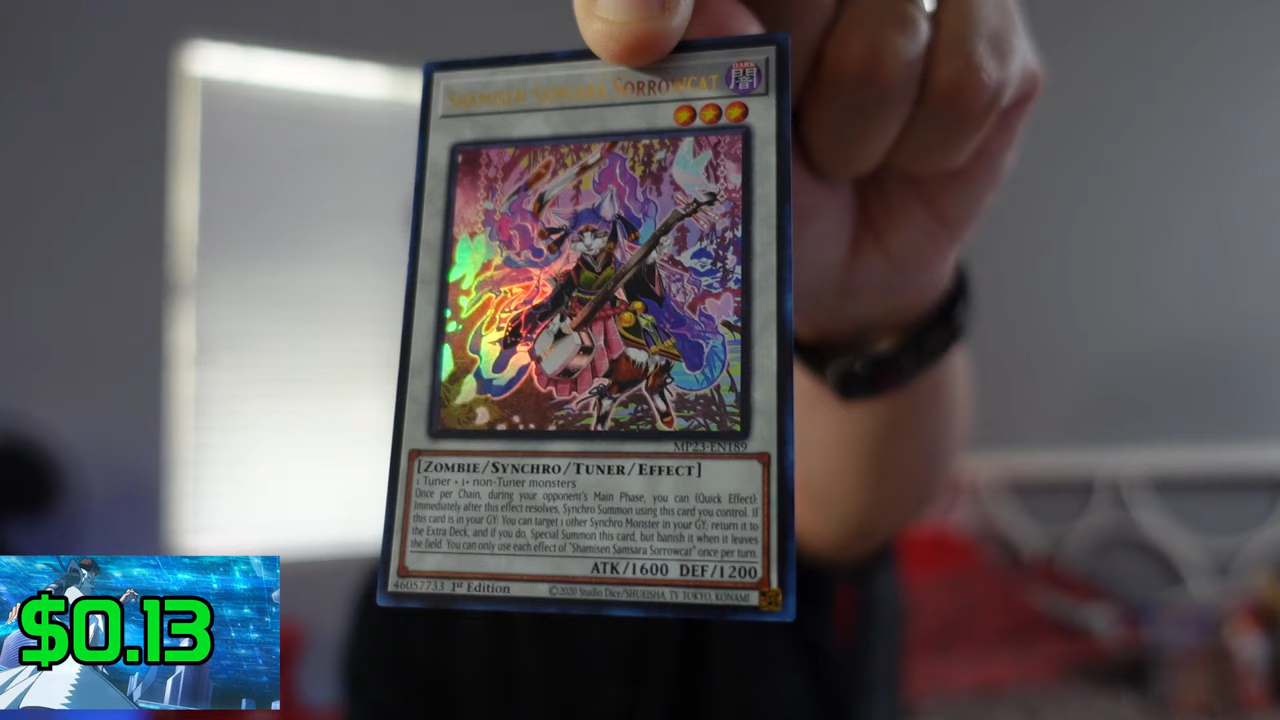 SHAMISEN SAMSARA SORROWCAT
DARK
闇
MP23-EN189
[ZOMBIE/SYNCHRO/TUNER/EFFECT]
1 Tuner + 1+ non-Tuner monsters
Once per Chain, during your opponent's Main Phase, you can (Quick Effect):
Immediately after this effect resolves, Synchro Summon using this card you control. If
this card is in your GY: You can target 1 other Synchro Monster in your GY; return it to
the Extra Deck, and if you do, Special Summon this card, but banish it when it leaves
the field. You can only use each effect of "Shamisen Samsara Sorrowcat" once per turn.
ATK/1600 DEF/1200
46057733 1st Edition
©2020 Studio Dice/SHUEISHA, TV TOKYO, KONAMI
$0.13